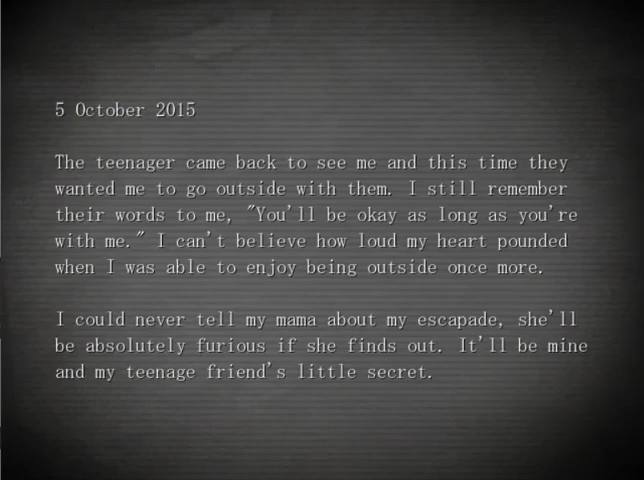 5 October 2015
The teenager came back to see me and this time they
wanted me to go outside with them. I still remember
their words to me, "You'll be okay as long as you're
with me." I can't believe how loud my heart pounded
when I was able to enjoy being outside once more.
I could never tell my mama about my escapade, she'll
be absolutely furious if she finds out. It'll be mine
and my teenage friend's little secret.